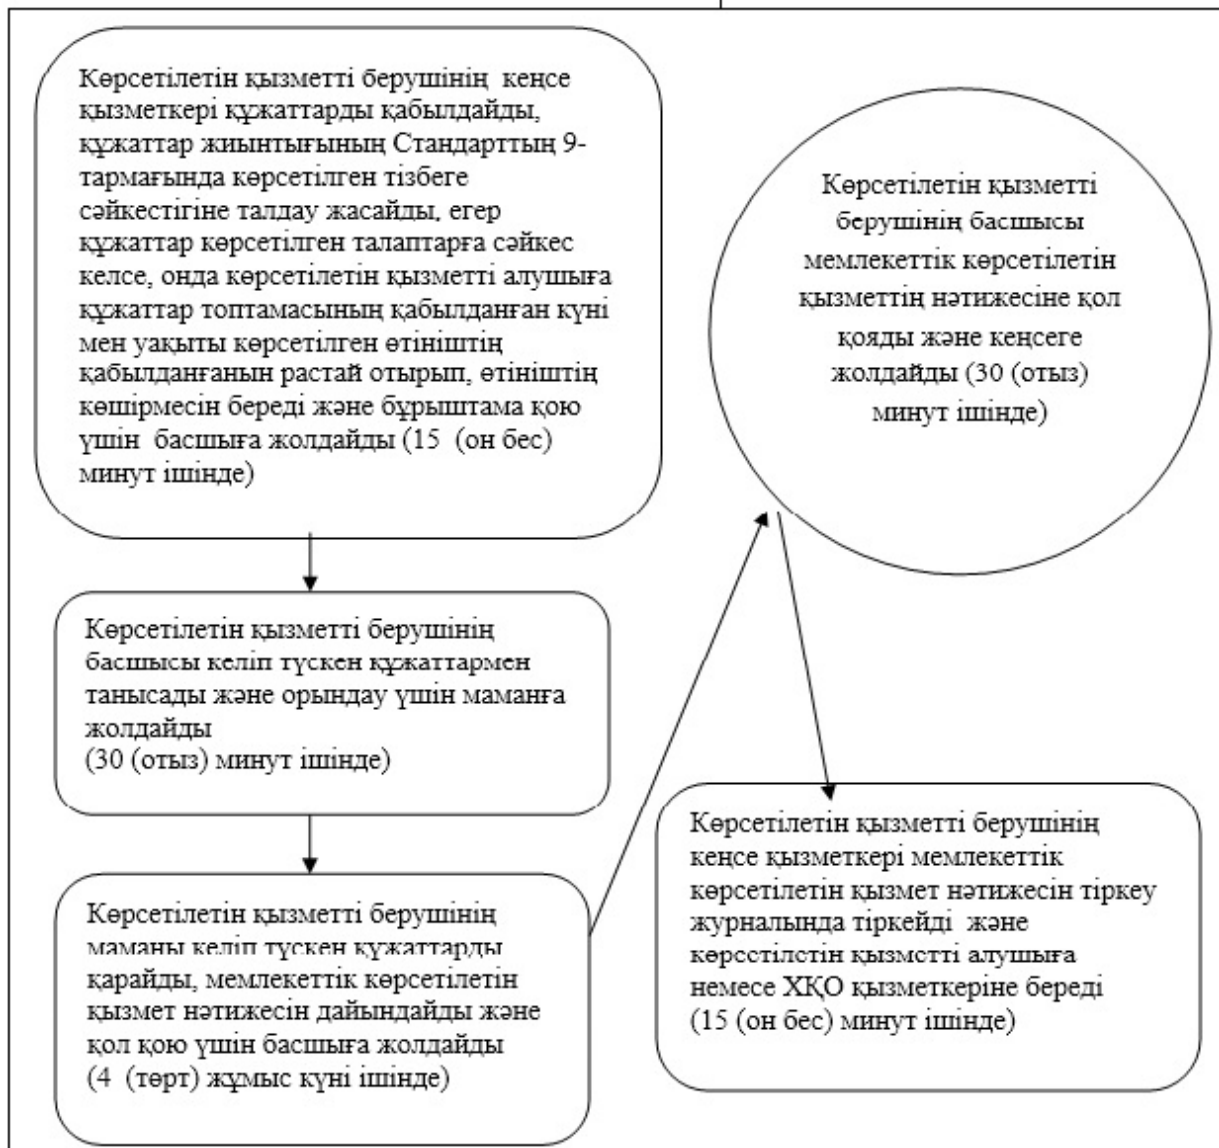 Көрсетілетін қызметті берушінің кеңсе
қызметкері құжаттарды қабылдайды,
құжаттар жиынтығының Стандарттың 9-
тармағында көрсетілген тізбеге
сәйкестігіне талдау жасайды, егер
құжаттар көрсетілген талаптарға сәйкес
келсе, онда көрсетілетін қызметті алушыға
құжаттар топтамасының қабылданған күні
мен уақыты көрсетілген өтініштің
қабылданғанын растай отырып, өтініштің
көшірмесін береді және бұрыштама қою
үшін басшыға жолдайды (15 (он бес)
минут ішінде)
Көрсетілетін қызметті берушінің
басшысы келіп түскен құжаттармен
танысады және орындау үшін маманға
жолдайды
(30 (отыз) минут ішінде)
Көрсетілетін қызметті берушінің
маманы келіп түскен құжаттарды
қарайды, мемлекеттік көрсетілетін
қызмет нәтижесін дайындайды және
қол қою үшін басшыға жолдайды
(4 (төрт) жұмыс күні ішінде)
Көрсетілетін қызметті
берушінің басшысы
мемлекеттік көрсетілетін
қызметтің нәтижесіне қол
қояды және кеңсеге
жолдайды (30 (отыз)
минут ішінде)
Көрсетілетін қызметті берушінің
кеңсе қызметкері мемлекеттік
көрсетілетін қызмет нәтижесін тіркеу
журналында тіркейді және
көрсетілетін қызметті алушыға
немесе ХҚО қызметкеріне береді
(15 (он бес) минут ішінде)